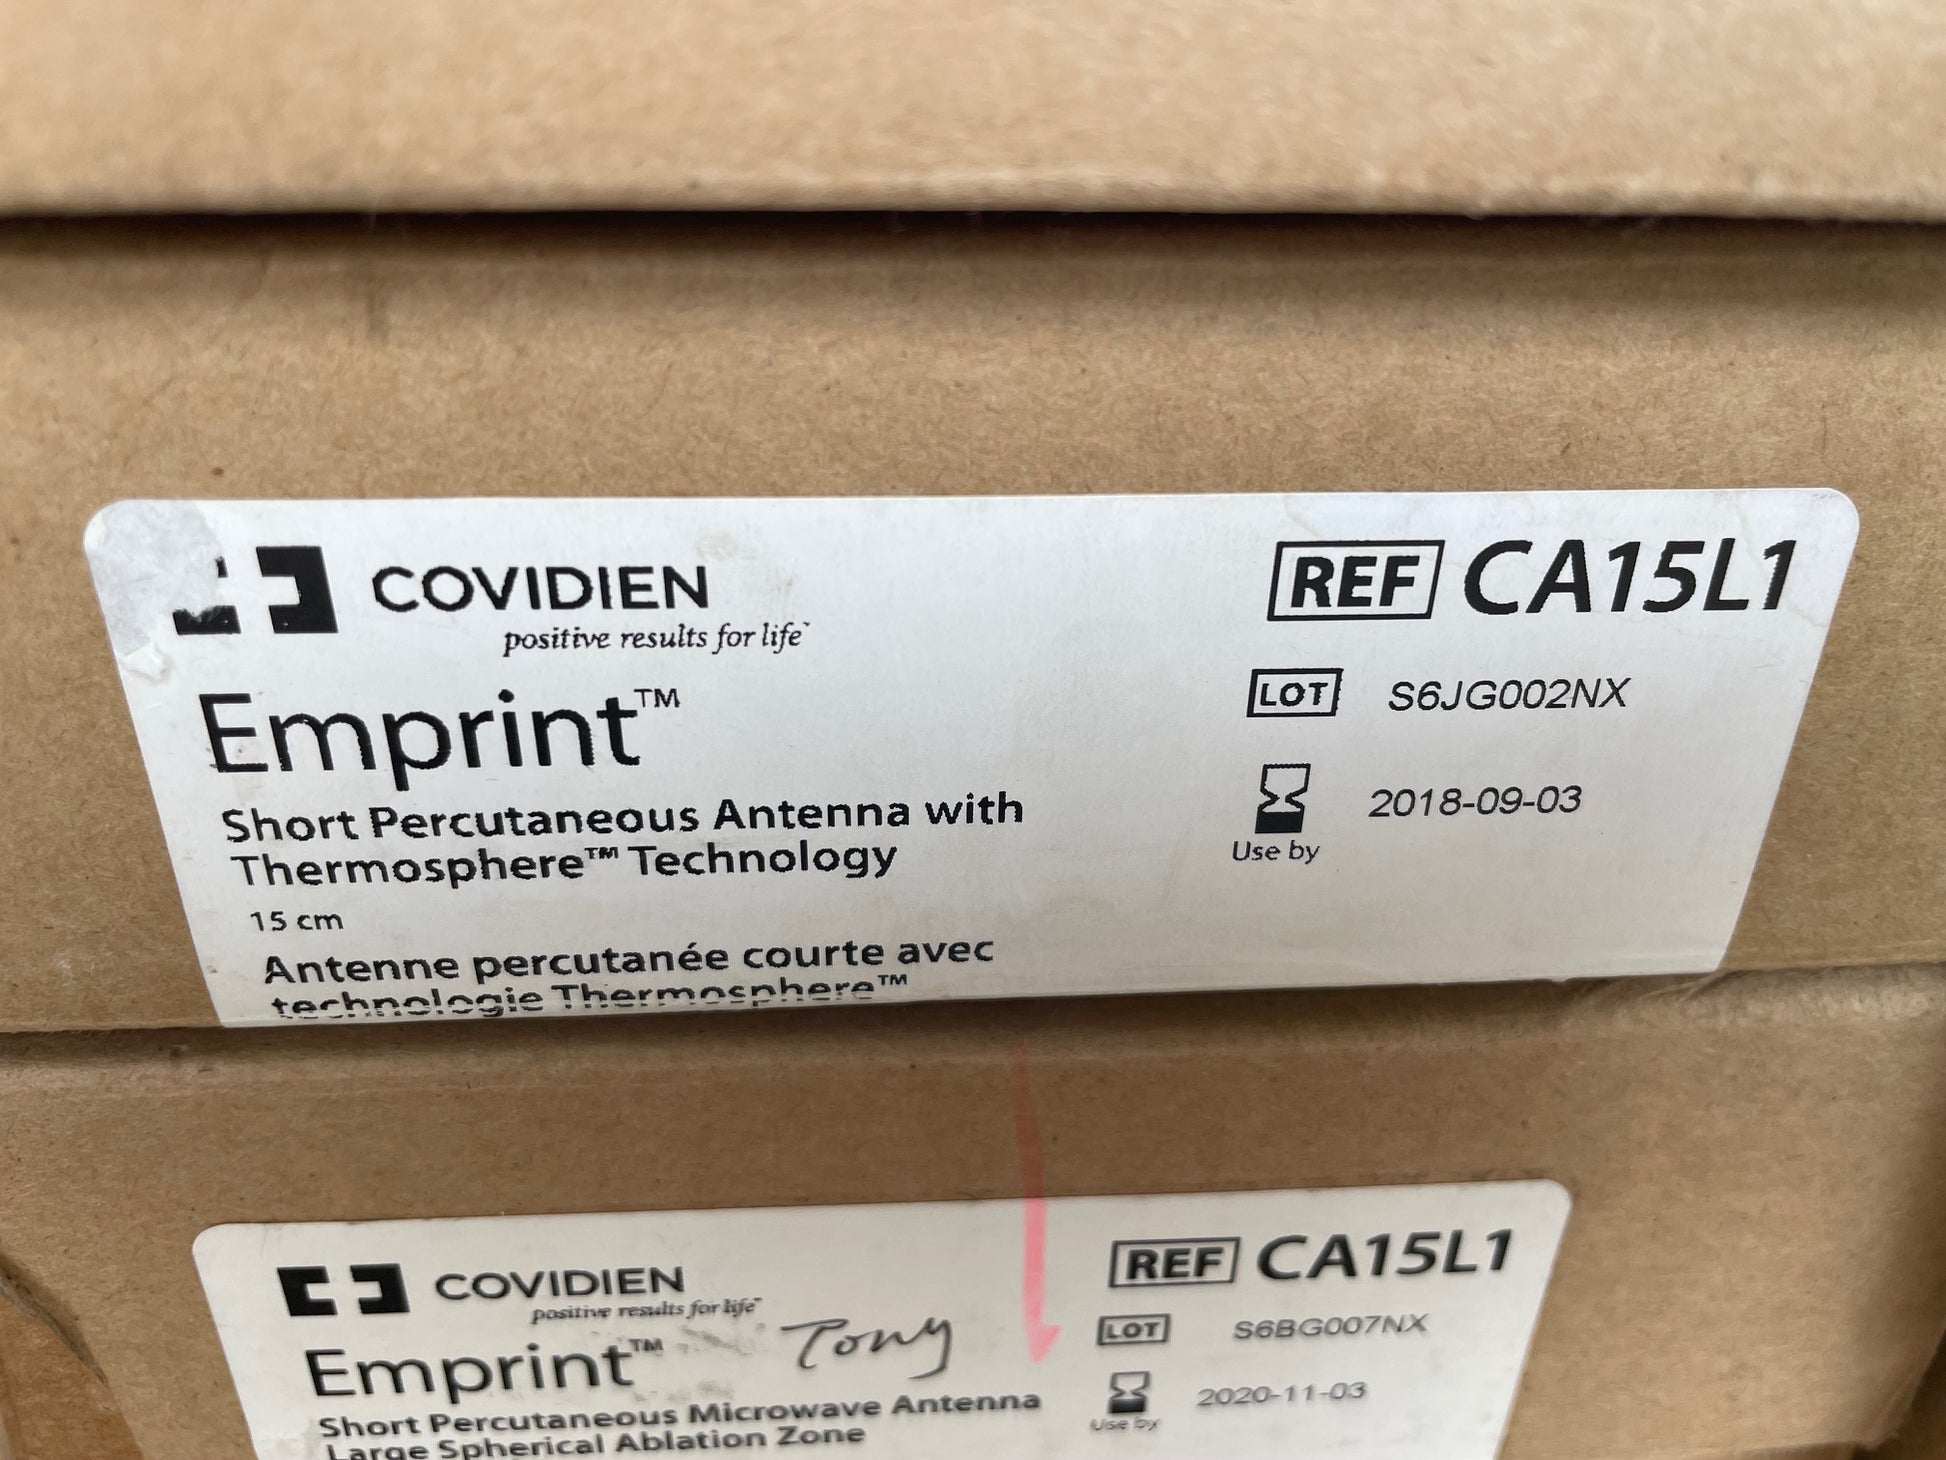 COVIDIEN
positive results for life™
REF CA15L1
Emprint™
LOT S6JG002NX
Short Percutaneous Antenna with
Thermosphere™ Technology
2018-09-03
Use by
15 cm
Antenne percutanée courte avec
technologie Thermosphere™
COVIDIEN
positive results for life™
REF CA15L1
Emprint™
Tony
LOT S6BG007NX
2020-11-03
Use by
Short Percutaneous Microwave Antenna
Large Spherical Ablation Zone